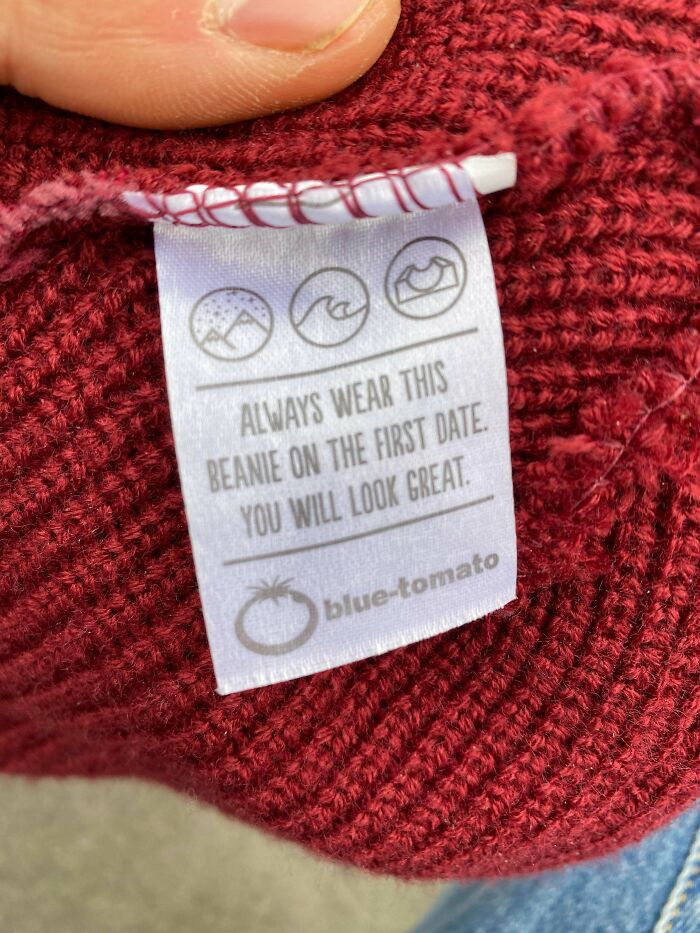 ALWAYS WEAR THIS
BEANIE ON THE FIRST DATE.
YOU WILL LOOK GREAT.
blue-tomato